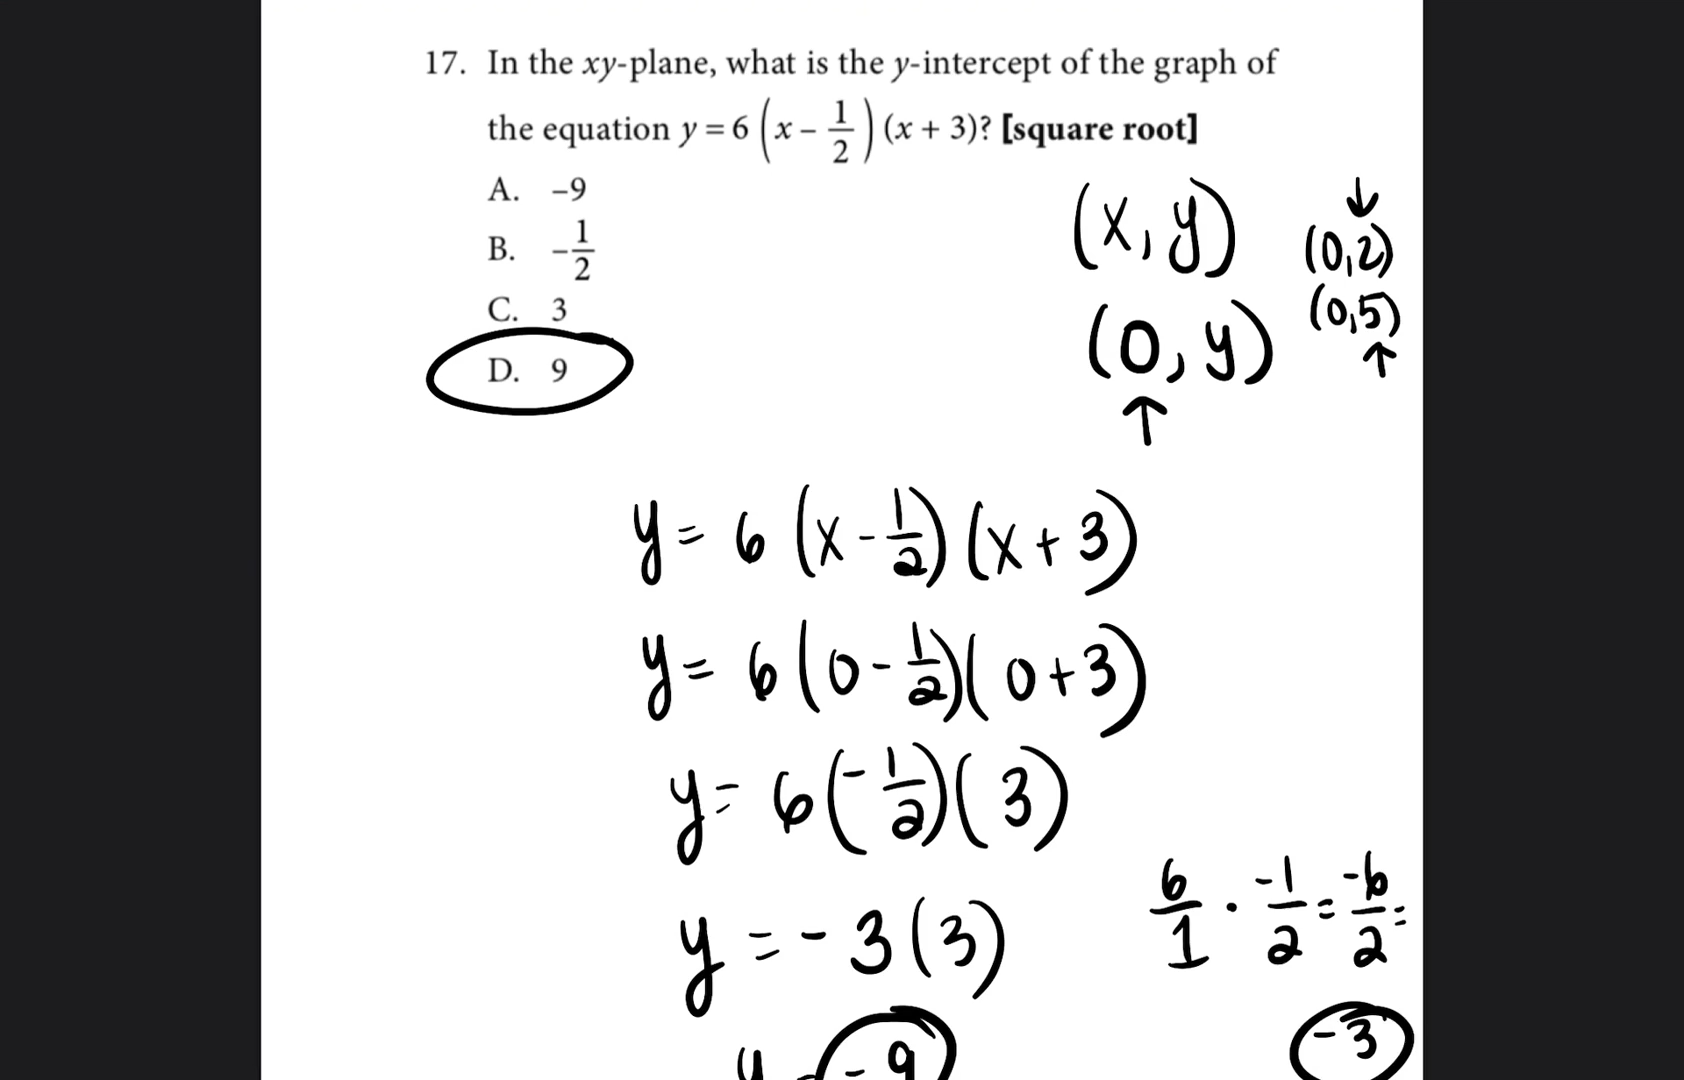 17. In the xy-plane, what is the y-intercept of the graph of
the equation y = 6 (x – 1/2) (x + 3)? [square root]
A. –9
B. –1/2
C. 3
D. 9
(x, y)
↓
(0,2)
(0,5)
↑
(0, y)
↑
y = 6 (x - 1/2) (x + 3)
y = 6 (0 - 1/2)(0 + 3)
y = 6 (-1/2)(3)
y = -3(3)
6/1 · -1/2 = -6/2 =
-3
y = -9